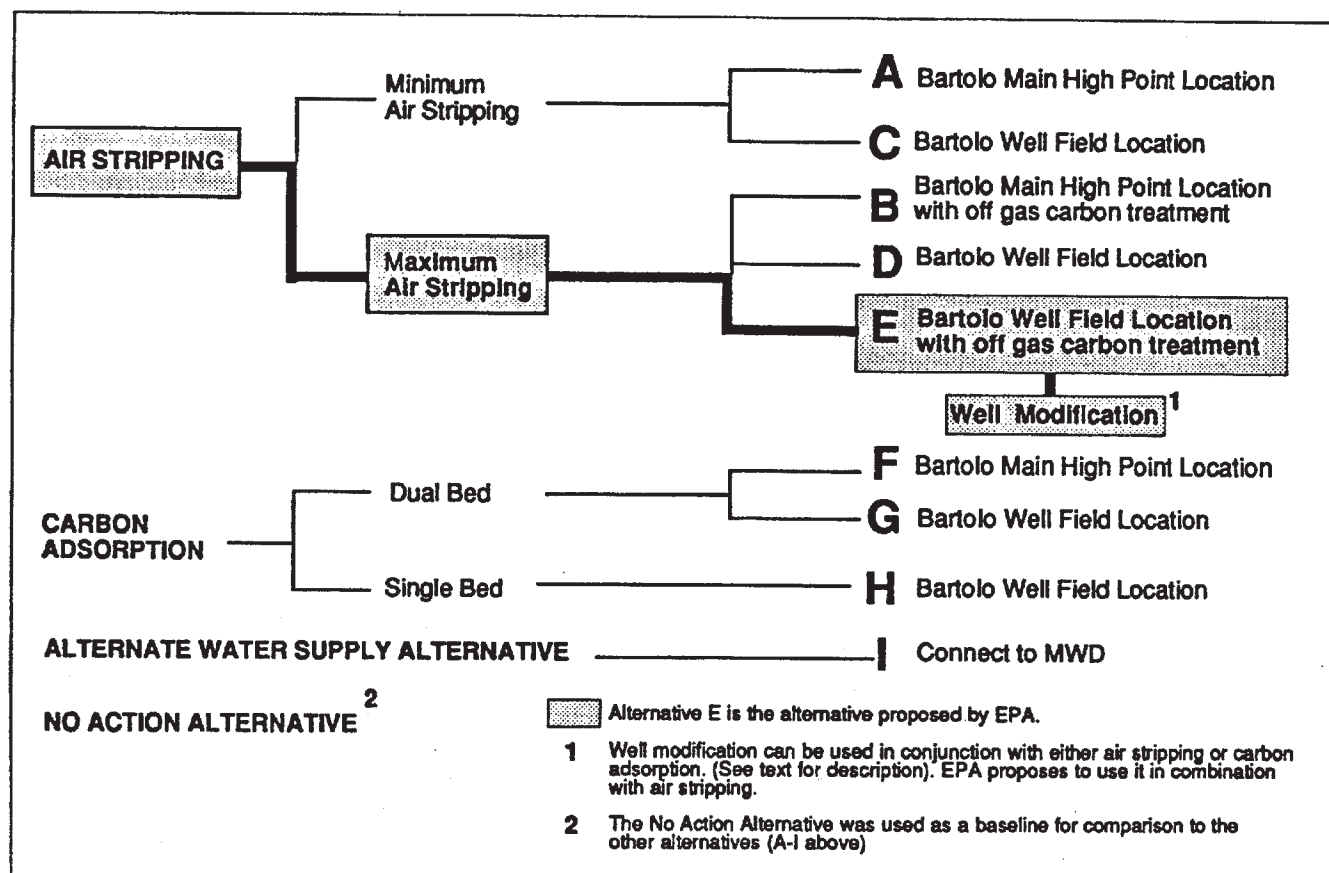 Minimum
Air Stripping
A Bartolo Main High Point Location
C Bartolo Well Field Location
AIR STRIPPING
Maximum
Air Stripping
B Bartolo Main High Point Location
with off gas carbon treatment
D Bartolo Well Field Location
E Bartolo Well Field Location
with off gas carbon treatment
Well Modification 1
CARBON
ADSORPTION
Dual Bed
F Bartolo Main High Point Location
G Bartolo Well Field Location
Single Bed
H Bartolo Well Field Location
ALTERNATE WATER SUPPLY ALTERNATIVE
I Connect to MWD
NO ACTION ALTERNATIVE 2
Alternative E is the alternative proposed by EPA.
1 Well modification can be used in conjunction with either air stripping or carbon
adsorption. (See text for description). EPA proposes to use it in combination
with air stripping.
2 The No Action Alternative was used as a baseline for comparison to the
other alternatives (A-I above)